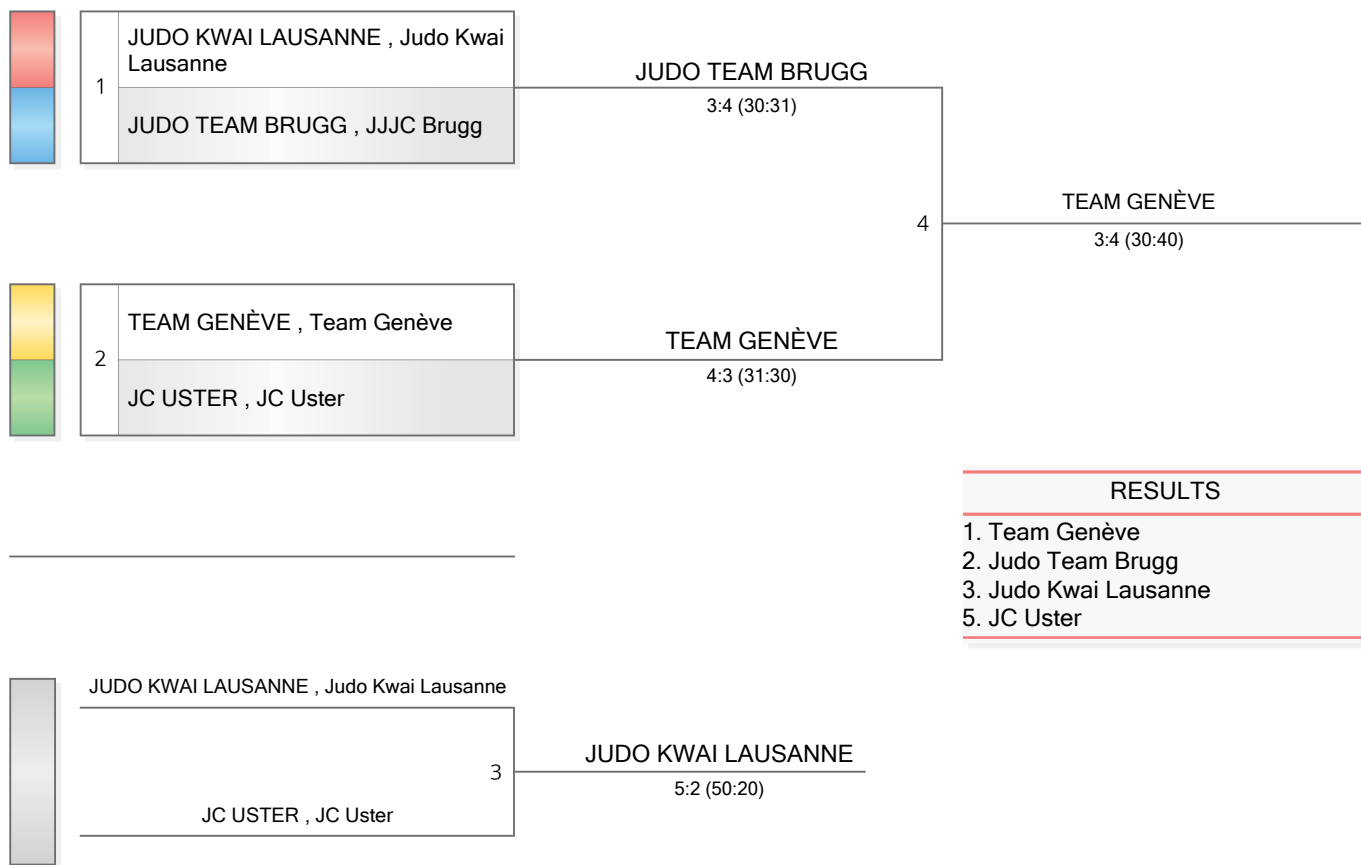 JUDO KWAI LAUSANNE , Judo Kwai
Lausanne
1
JUDO TEAM BRUGG , JJJC Brugg
JUDO TEAM BRUGG
3:4 (30:31)
TEAM GENÈVE , Team Genève
2
JC USTER , JC Uster
TEAM GENÈVE
4:3 (31:30)
4
TEAM GENÈVE
3:4 (30:40)
RESULTS
1. Team Genève
2. Judo Team Brugg
3. Judo Kwai Lausanne
5. JC Uster
JUDO KWAI LAUSANNE , Judo Kwai Lausanne
3
JC USTER , JC Uster
JUDO KWAI LAUSANNE
5:2 (50:20)